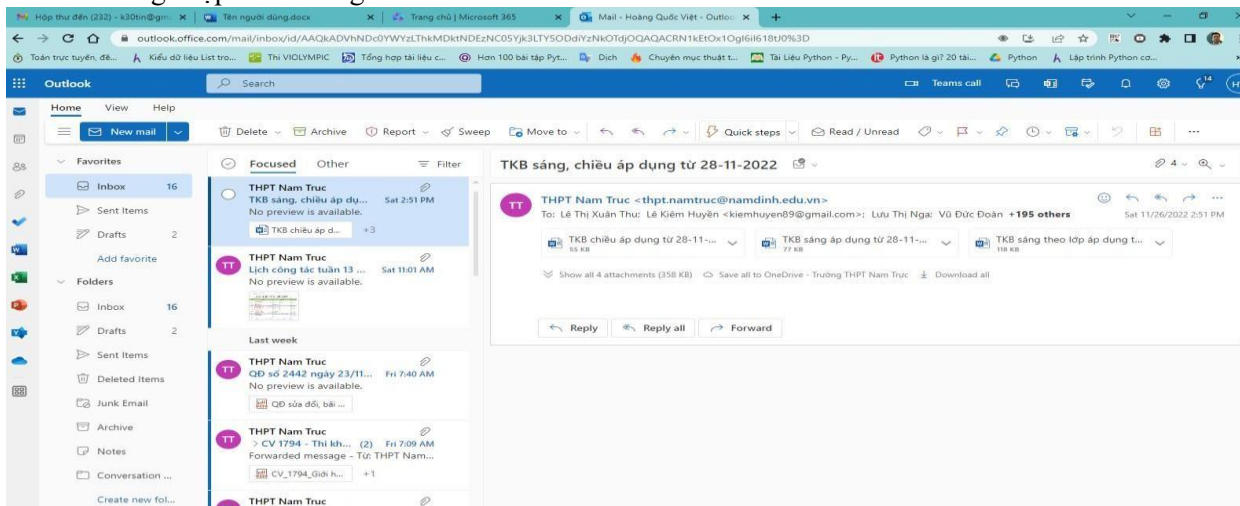 Hộp thư đến (232) - k30tin@gm
Tên người dùng.docx
Trang chủ | Microsoft 365
Mail - Hoàng Quốc Việt - Outloo
outlook.office.com/mail/inbox/id/
Toán trực tuyến, đề...
Kiểu dữ liệu List tro...
Thi VIOLYMPIC
Tổng hợp tài liệu c...
Hơn 100 bài tập Pyt...
Dịch
Chuyên mục thuật t...
Tài Liệu Python - Py...
Python là gì? 20 tài...
Python
Lập trình Python cơ...
Outlook
Search
Teams call
14
Home View Help
New mail
Delete
Archive
Report
Sweep
Move to
Quick steps
Read / Unread
Favorites
Inbox 16
Sent Items
Drafts 2
Add favorite
Folders
Inbox 16
Drafts 2
Sent Items
Deleted Items
Junk Email
Archive
Notes
Conversation ...
Create new fol...
Focused Other Filter
THPT Nam Truc
TKB sáng, chiều áp dụ... Sat 2:51 PM
No preview is available.
TKB chiều áp d... +3
TT
THPT Nam Truc
Lịch công tác tuần 13 ... Sat 11:01 AM
No preview is available.
Last week
TT
THPT Nam Truc
QĐ số 2442 ngày 23/11... Fri 7:40 AM
No preview is available.
QĐ sửa đổi, bãi ...
TT
THPT Nam Truc
> CV 1794 - Thi kh... (2) Fri 7:09 AM
Forwarded message - Từ: THPT Nam...
CV_1794_Giới h... +1
THPT Nam Truc
TKB sáng, chiều áp dụng từ 28-11-2022
4
TT
THPT Nam Truc <thpt.namtruc@namdinh.edu.vn>
To: Lê Thị Xuân Thu; Lê Kiêm Huyền <kiemhuyen89@gmail.com>; Lưu Thị Nga; Vũ Đức Đoàn +195 others
Sat 11/26/2022 2:51 PM
TKB chiều áp dụng từ 28-11-...
55 KB
TKB sáng áp dụng từ 28-11-...
77 KB
TKB sáng theo lớp áp dụng t...
118 KB
Show all 4 attachments (358 KB)
Save all to OneDrive - Trường THPT Nam Trực
Download all
Reply
Reply all
Forward